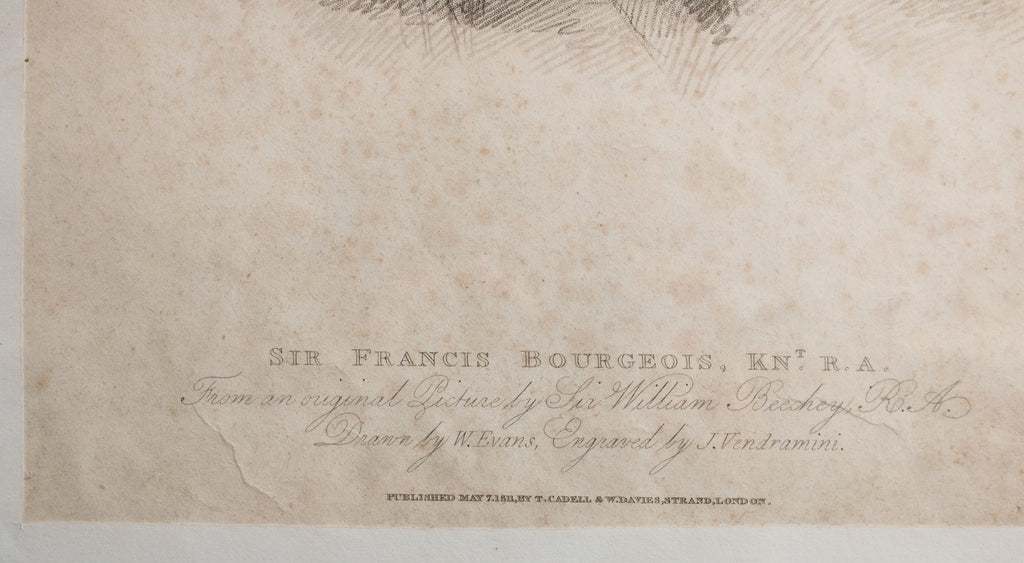 SIR FRANCIS BOURGEOIS, KNT. R.A.
From an original Picture by Sir William Beechey, R.A.
Drawn by W. Evans, Engraved by J. Vendramini.
PUBLISHED MAY 7. 1811, BY T. CADELL & W. DAVIES, STRAND, LONDON.